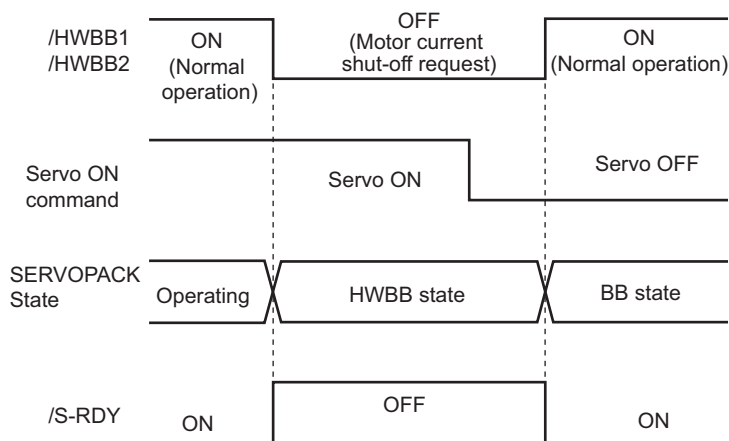 /HWBB1
/HWBB2
ON
(Normal
operation)
OFF
(Motor current
shut-off request)
ON
(Normal operation)
Servo ON
command
Servo ON
Servo OFF
SERVOPACK
State
Operating
HWBB state
BB state
/S-RDY
ON
OFF
ON